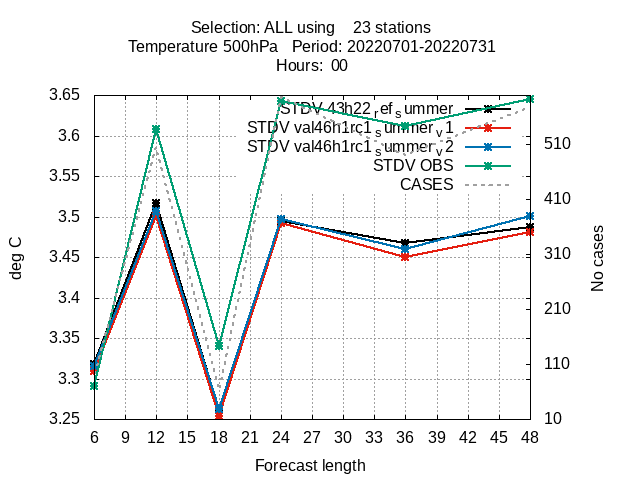 Selection: ALL using    23 stations
Temperature 500hPa   Period: 20220701-20220731
Hours:  00
STDV 43h22_ref_summer
STDV val46h1rc1_summer_v1
STDV val46h1rc1_summer_v2
STDV OBS
CASES
deg C
3.65
3.6
3.55
3.5
3.45
3.4
3.35
3.3
3.25
No cases
510
410
310
210
110
10
6 9 12 15 18 21 24 27 30 33 36 39 42 45 48
Forecast length